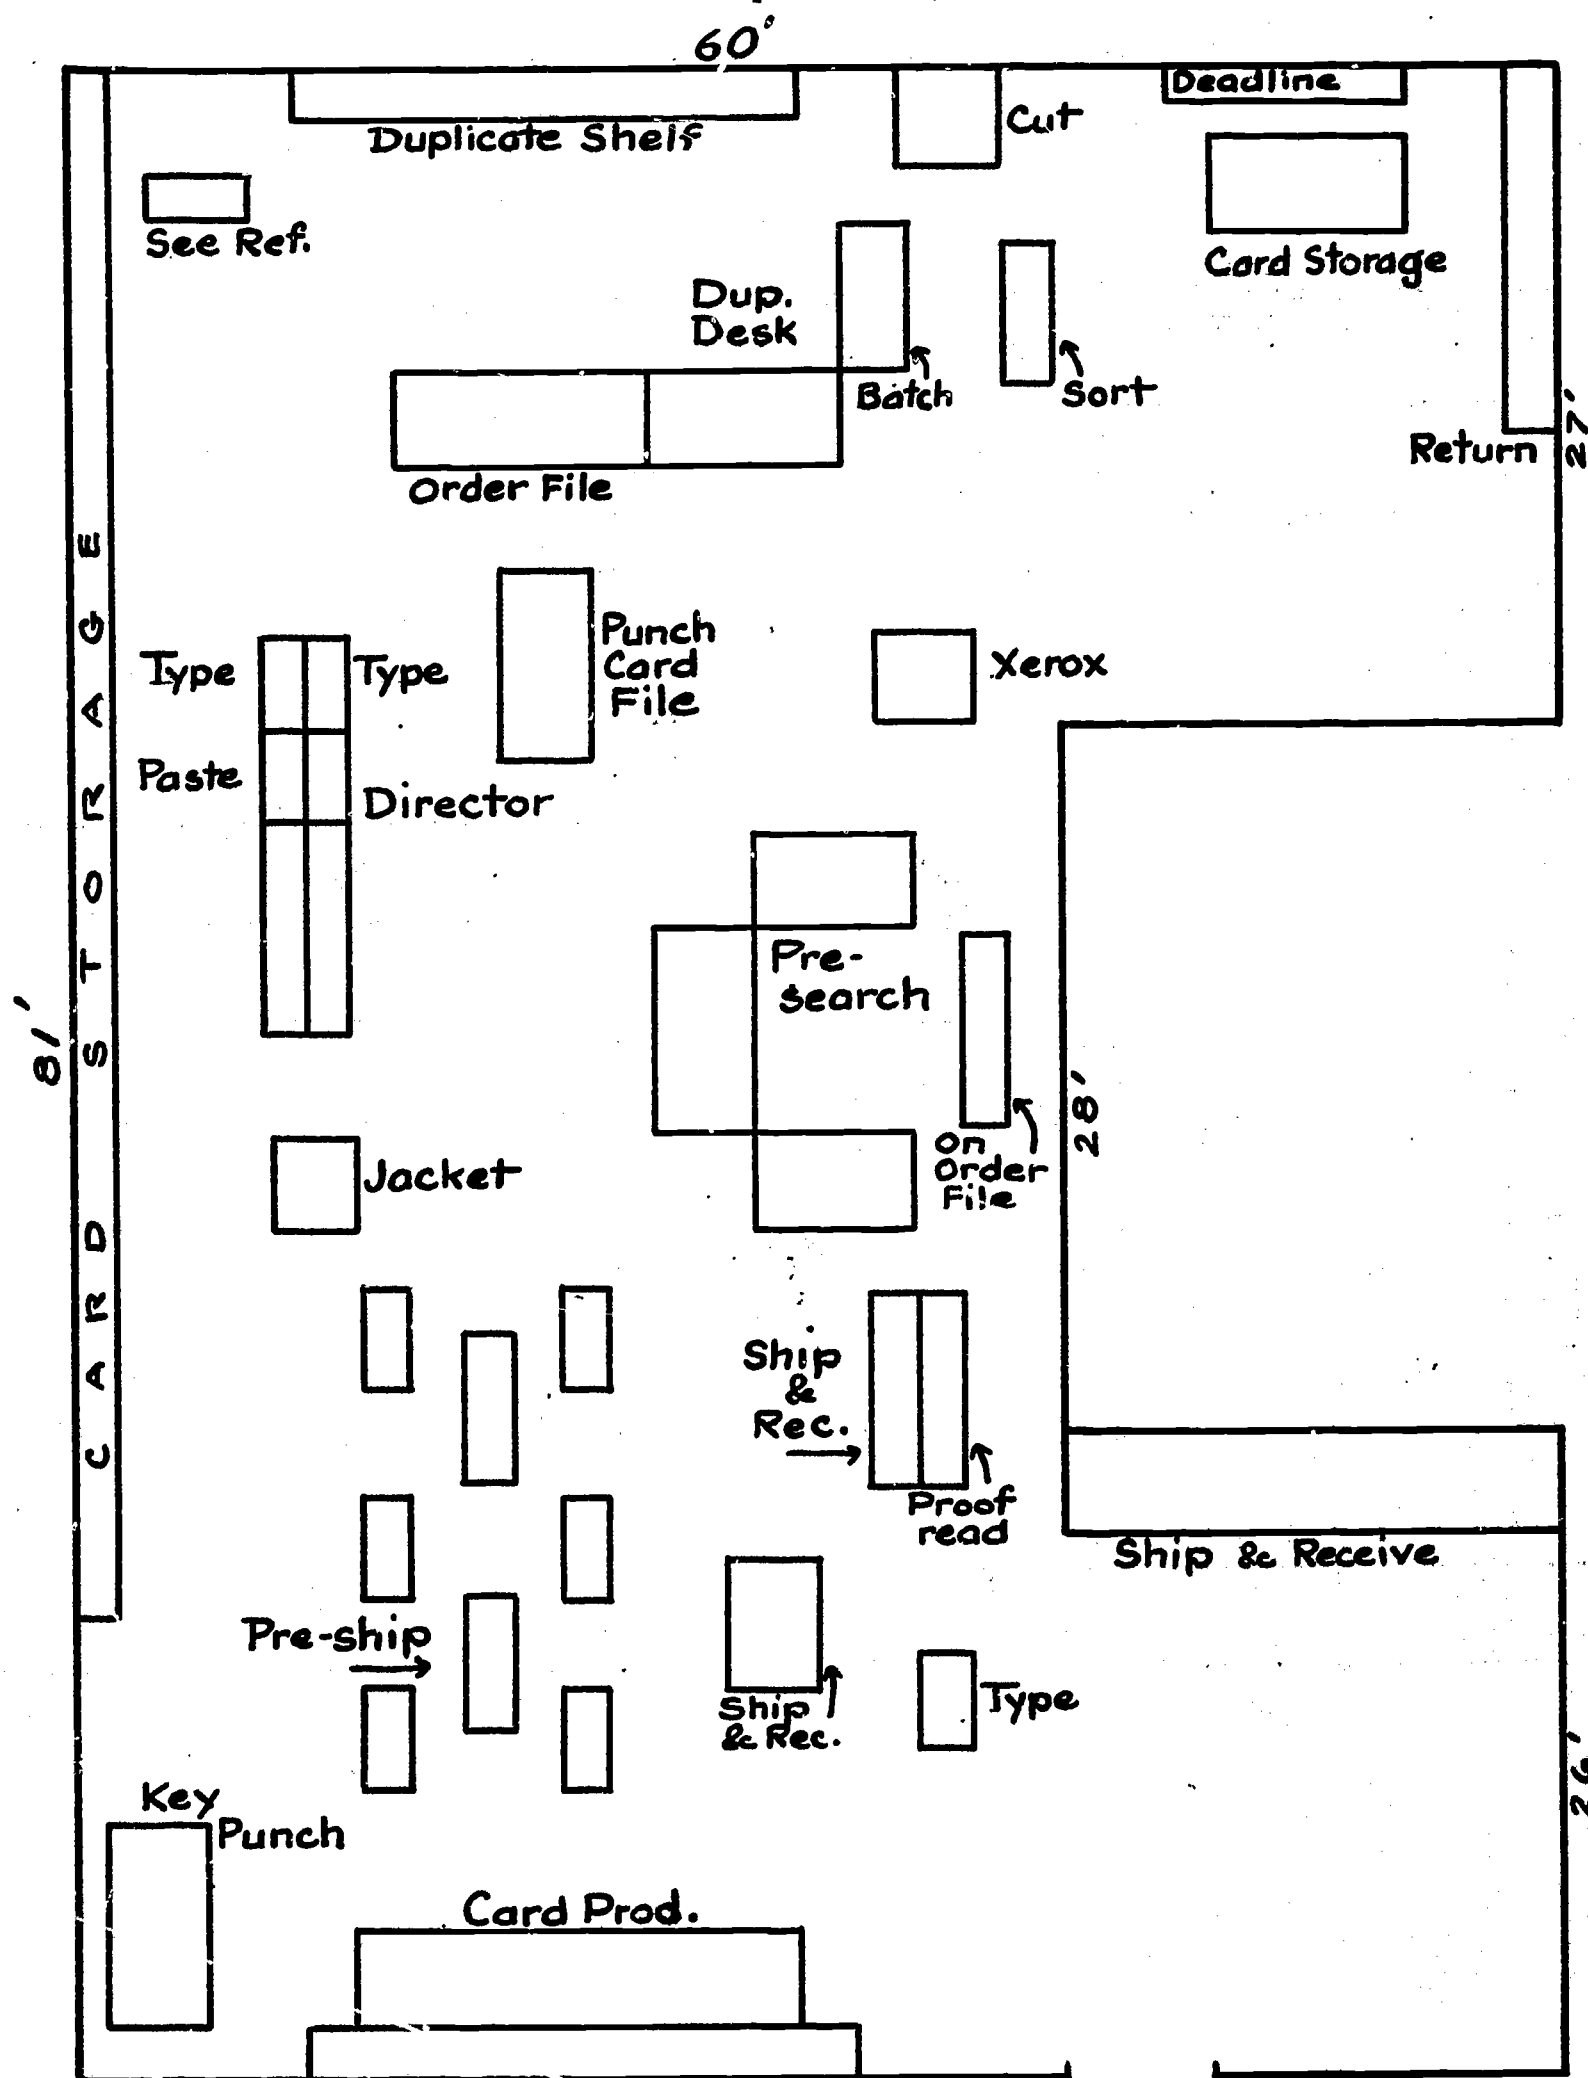 60'
Deadline
Cut
Duplicate Shelf
See Ref.
Card Storage
Dup.
Desk
Batch
Sort
27'
Return
Order File
Punch
Card
File
Type
Type
Xerox
Paste
Director
CARD STORAGE
81'
Pre-
search
28'
On
Order
File
Jacket
Ship
&
Rec.
Proof
read
Ship & Receive
Pre-ship
Ship
& Rec.
Type
26'
Key
Punch
Card Prod.